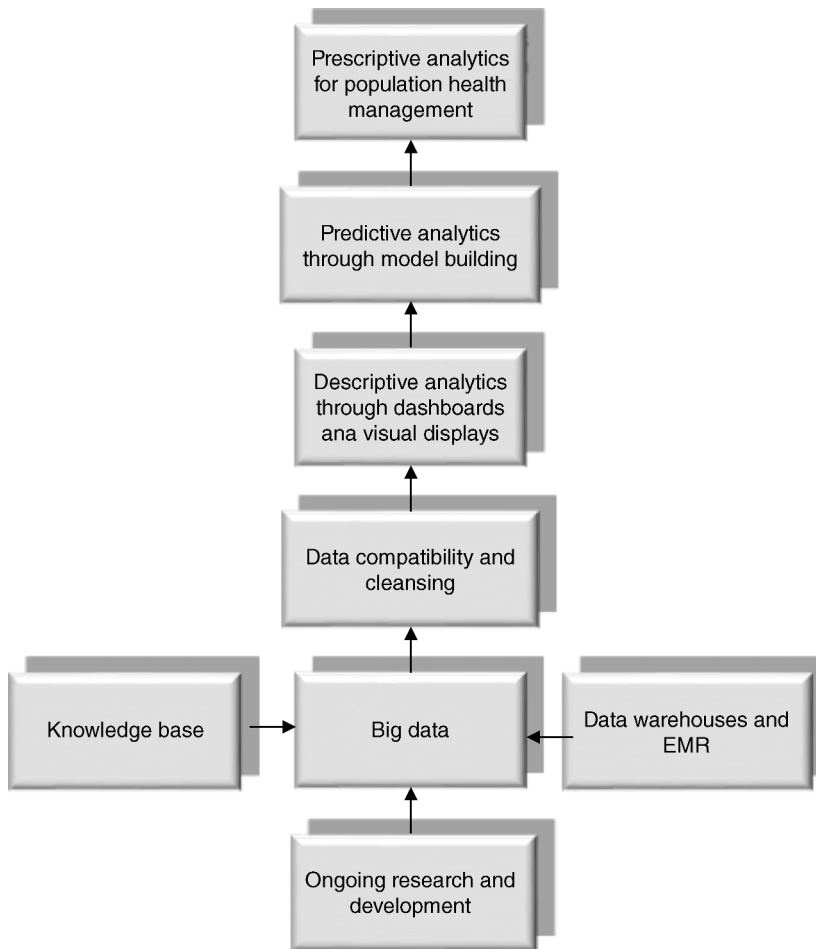 Prescriptive analytics
for population health
management
Predictive analytics
through model building
Descriptive analytics
through dashboards
ana visual displays
Data compatibility and
cleansing
Knowledge base
Big data
Data warehouses and
EMR
Ongoing research and
development